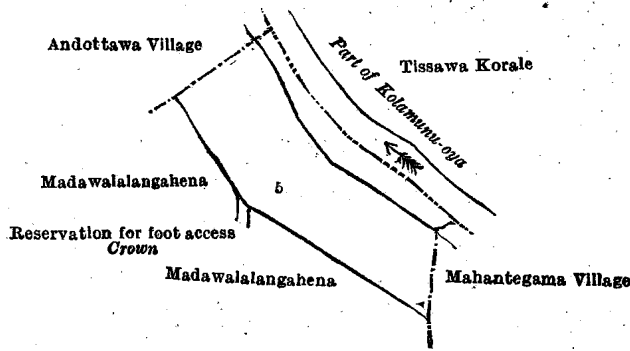 Andottawa Village
Tissawa Korale
Part of Kolamunu-oya
Madawalalangahena
5
Reservation for foot access
Crown
Madawalalangahena
Mahantegama Village